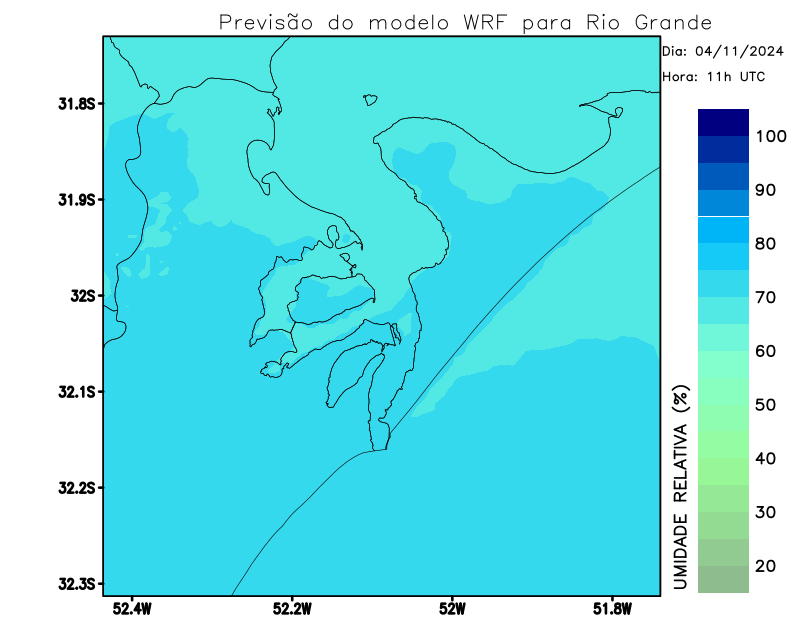 Previsão do modelo WRF para Rio Grande
Dia: 04/11/2024
Hora: 11h UTC
31.8S
31.9S
32S
32.1S
32.2S
32.3S
52.4W
52.2W
52W
51.8W
100
90
80
70
60
50
40
30
20
UMIDADE RELATIVA (%)